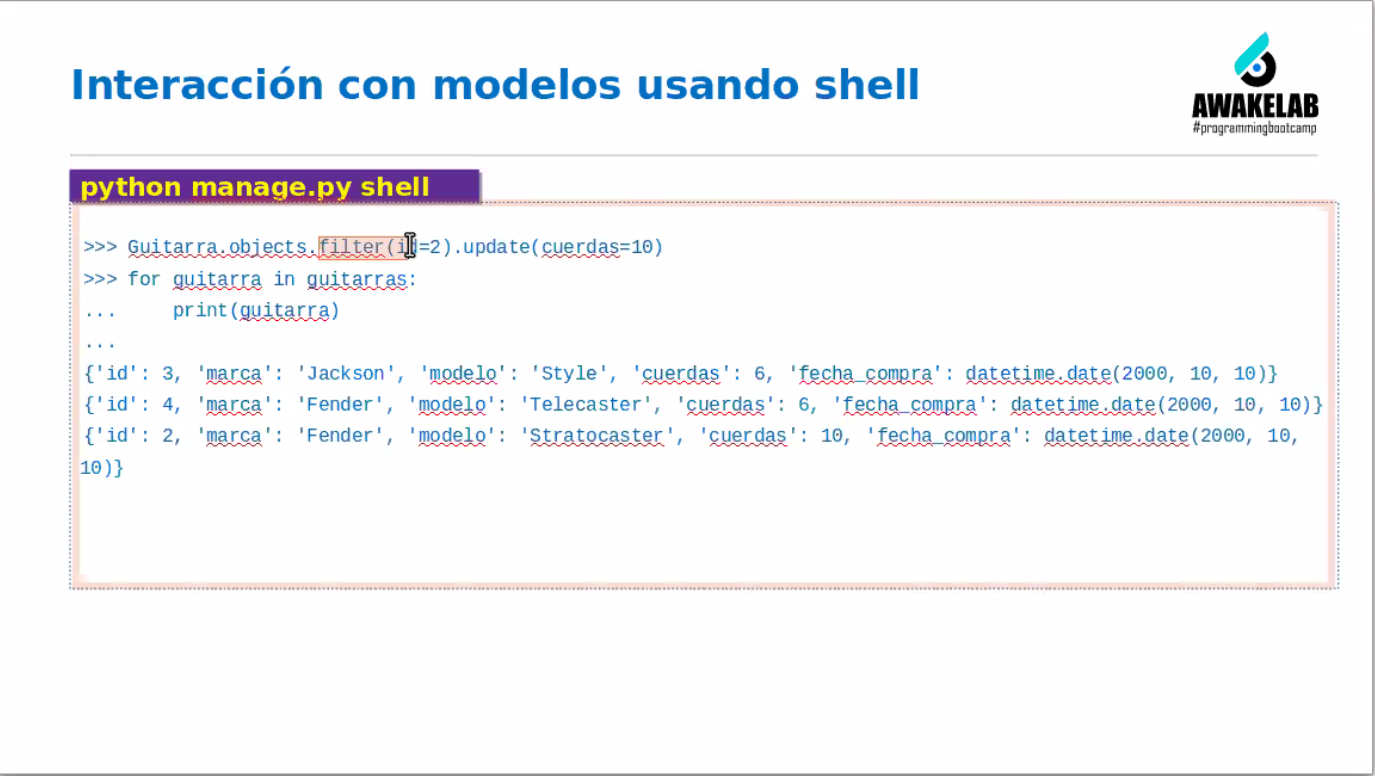 Interacción con modelos usando shell
AWAKELAB
#programmingbootcamp
python manage.py shell
>>> Guitarra.objects.filter(id=2).update(cuerdas=10)
>>> for guitarra in guitarras:
...     print(guitarra)
...
{'id': 3, 'marca': 'Jackson', 'modelo': 'Style', 'cuerdas': 6, 'fecha_compra': datetime.date(2000, 10, 10)}
{'id': 4, 'marca': 'Fender', 'modelo': 'Telecaster', 'cuerdas': 6, 'fecha_compra': datetime.date(2000, 10, 10)}
{'id': 2, 'marca': 'Fender', 'modelo': 'Stratocaster', 'cuerdas': 10, 'fecha_compra': datetime.date(2000, 10,
10)}